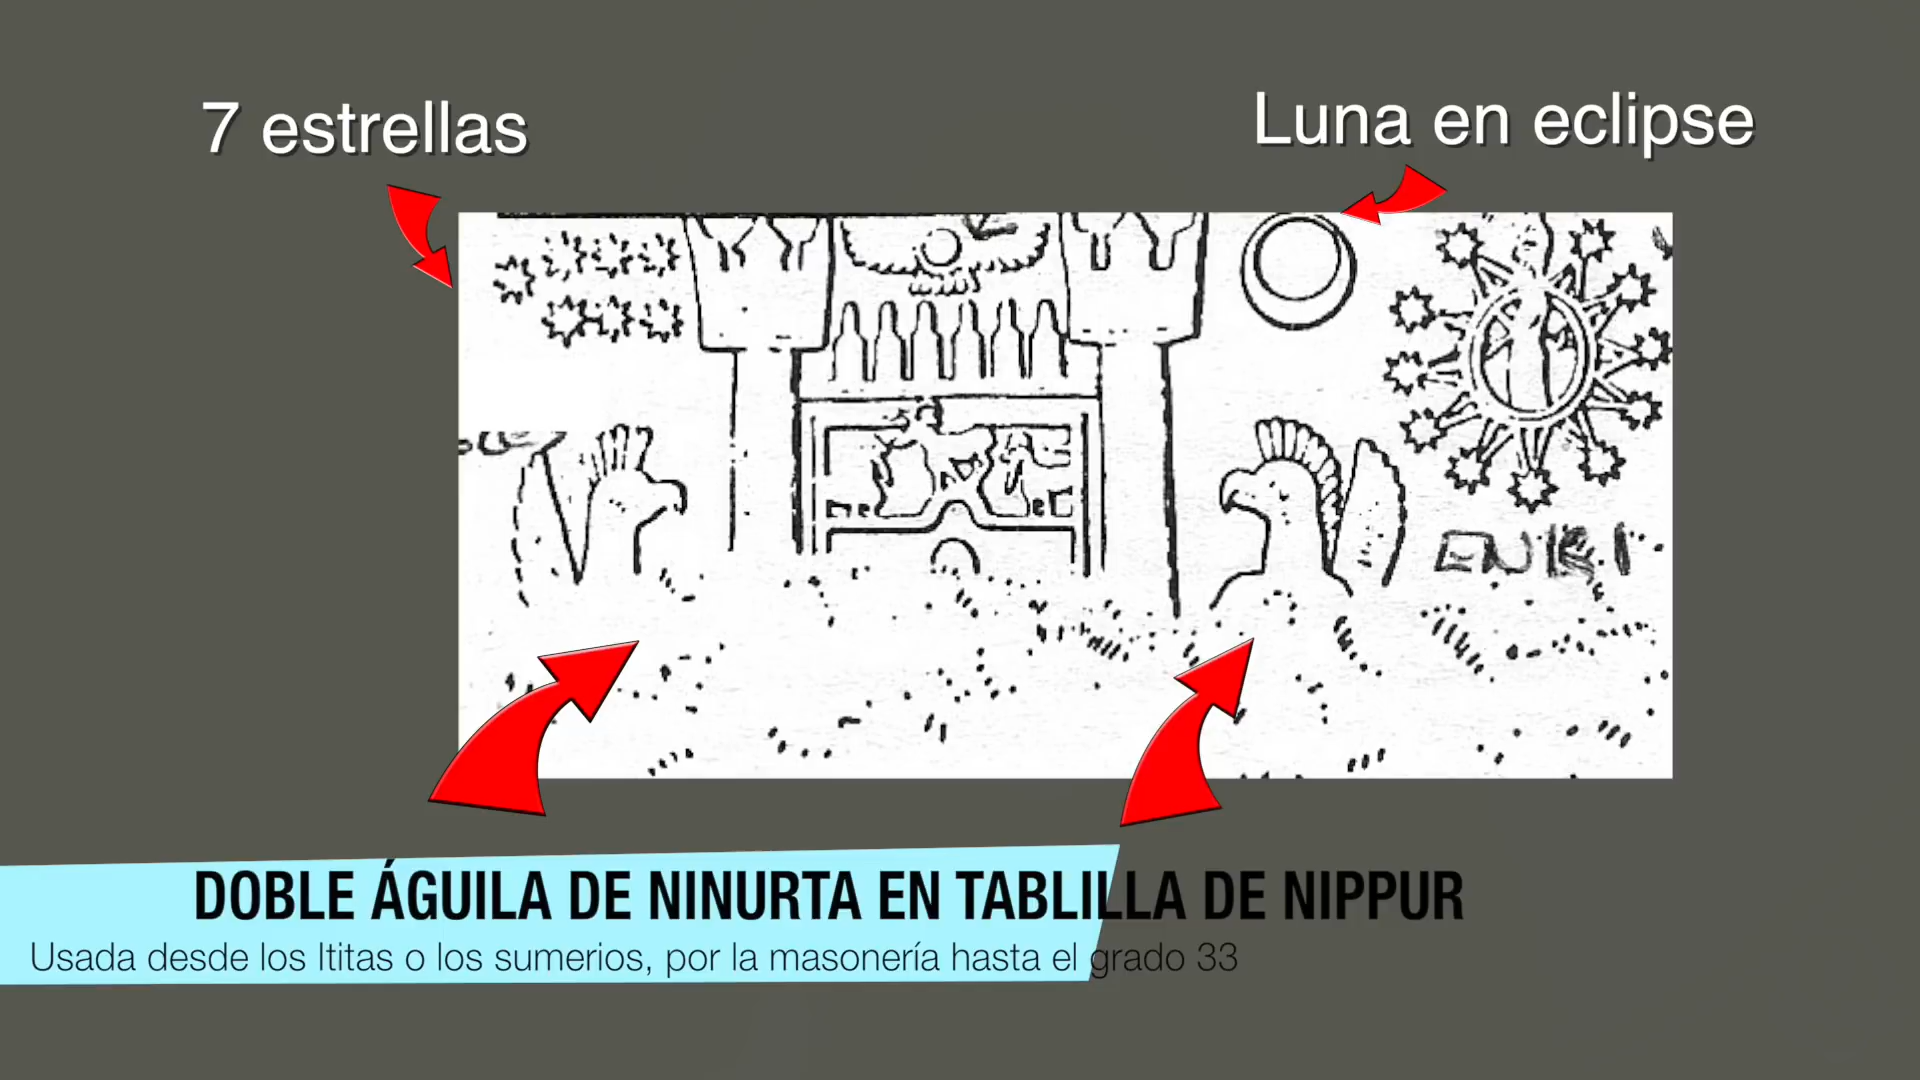 7 estrellas
Luna en eclipse
ENKI
DOBLE ÁGUILA DE NINURTA EN TABLILLA DE NIPPUR
Usada desde los Ititas o los sumerios, por la masonería hasta el grado 33